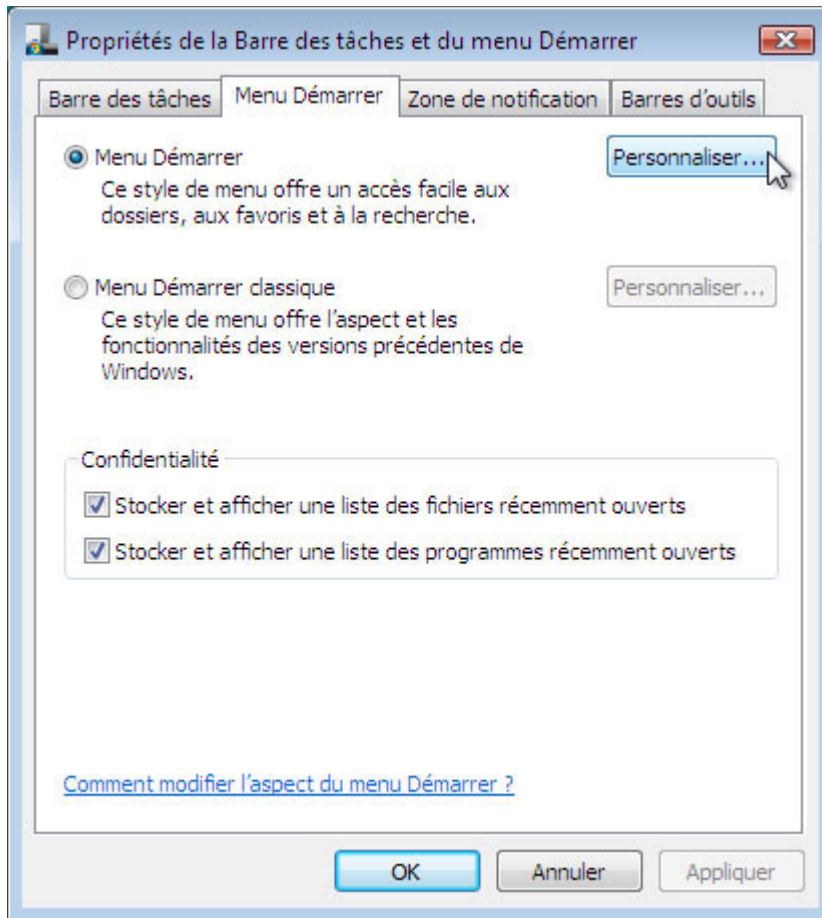 Propriétés de la Barre des tâches et du menu Démarrer
Barre des tâches
Menu Démarrer
Zone de notification
Barres d'outils
Menu Démarrer
Personnaliser...
Ce style de menu offre un accès facile aux
dossiers, aux favoris et à la recherche.
Menu Démarrer classique
Personnaliser...
Ce style de menu offre l'aspect et les
fonctionnalités des versions précédentes de
Windows.
Confidentialité
Stocker et afficher une liste des fichiers récemment ouverts
Stocker et afficher une liste des programmes récemment ouverts
Comment modifier l'aspect du menu Démarrer ?
OK
Annuler
Appliquer